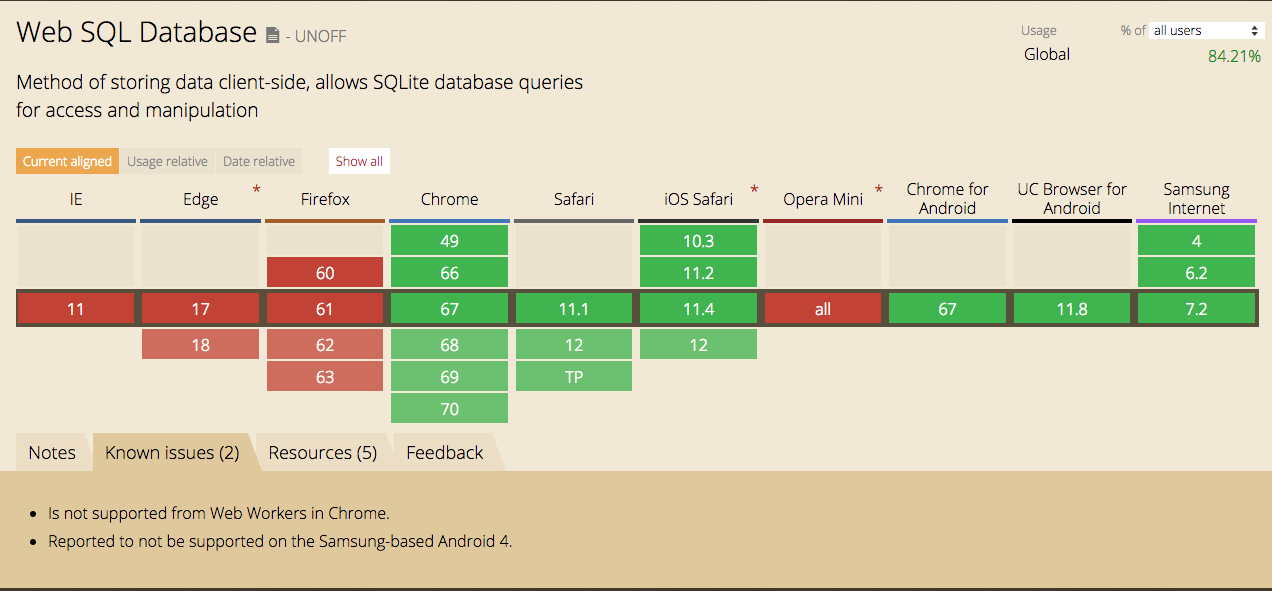 Web SQL Database - UNOFF
Usage % of all users
Global 84.21%
Method of storing data client-side, allows SQLite database queries
for access and manipulation
Current aligned Usage relative Date relative Show all
IE Edge * Firefox Chrome Safari iOS Safari * Opera Mini * Chrome for Android UC Browser for Android Samsung Internet
49 10.3 4
60 66 11.2 6.2
11 17 61 67 11.1 11.4 all 67 11.8 7.2
18 62 68 12 12
63 69 TP
70
Notes Known issues (2) Resources (5) Feedback
• Is not supported from Web Workers in Chrome.
• Reported to not be supported on the Samsung-based Android 4.